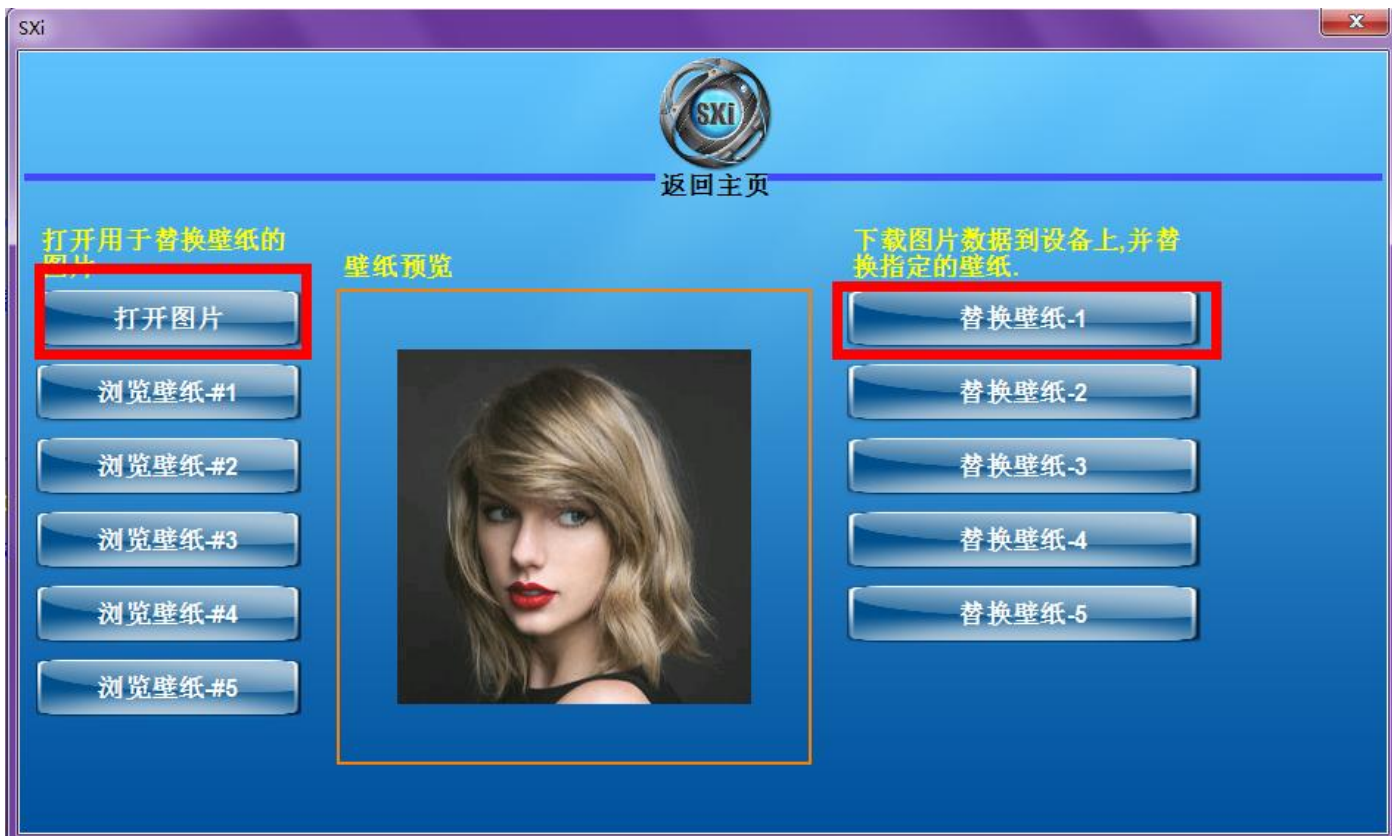 SXi
X
SXi
返回主页
打开用于替换壁纸的
图片
打开图片
浏览壁纸-#1
浏览壁纸-#2
浏览壁纸-#3
浏览壁纸-#4
浏览壁纸-#5
壁纸预览
下载图片数据到设备上,并替
换指定的壁纸.
替换壁纸-1
替换壁纸-2
替换壁纸-3
替换壁纸-4
替换壁纸-5